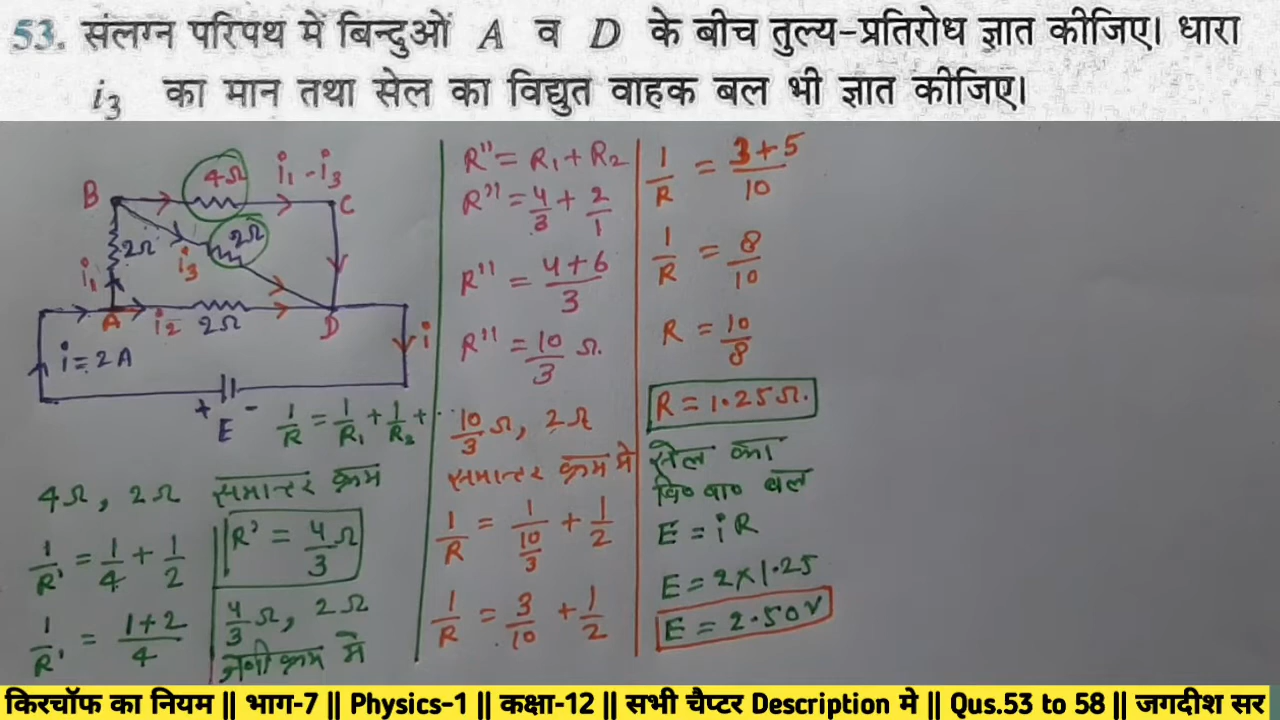 53. संलग्न परिपथ में बिन्दुओं A व D के बीच तुल्य-प्रतिरोध ज्ञात कीजिए। धारा
i₃ का मान तथा सेल का विद्युत वाहक बल भी ज्ञात कीजिए।
B 4Ω i₁-i₃ C
2Ω 2Ω
i₁ i₃
A i₂ 2Ω D
i=2A i
+ E -
1/R = 1/R₁ + 1/R₂ + ..
4Ω, 2Ω समान्तर क्रम
1/R' = 1/4 + 1/2
1/R' = (1+2)/4
R' = 4/3 Ω
4/3 Ω, 2Ω
श्रेणीक्रम में
R'' = R₁ + R₂
R'' = 4/3 + 2/1
R'' = (4+6)/3
R'' = 10/3 Ω.
10/3 Ω, 2Ω
समान्तर क्रम में
1/R = 1/(10/3) + 1/2
1/R = 3/10 + 1/2
1/R = (3+5)/10
1/R = 8/10
R = 10/8
R = 1.25Ω.
सेल का
वि० वा० बल
E = iR
E = 2×1.25
E = 2.50V
किरचॉफ का नियम || भाग-7 || Physics-1 || कक्षा-12 || सभी चैप्टर Description मे || Qus.53 to 58 || जगदीश सर